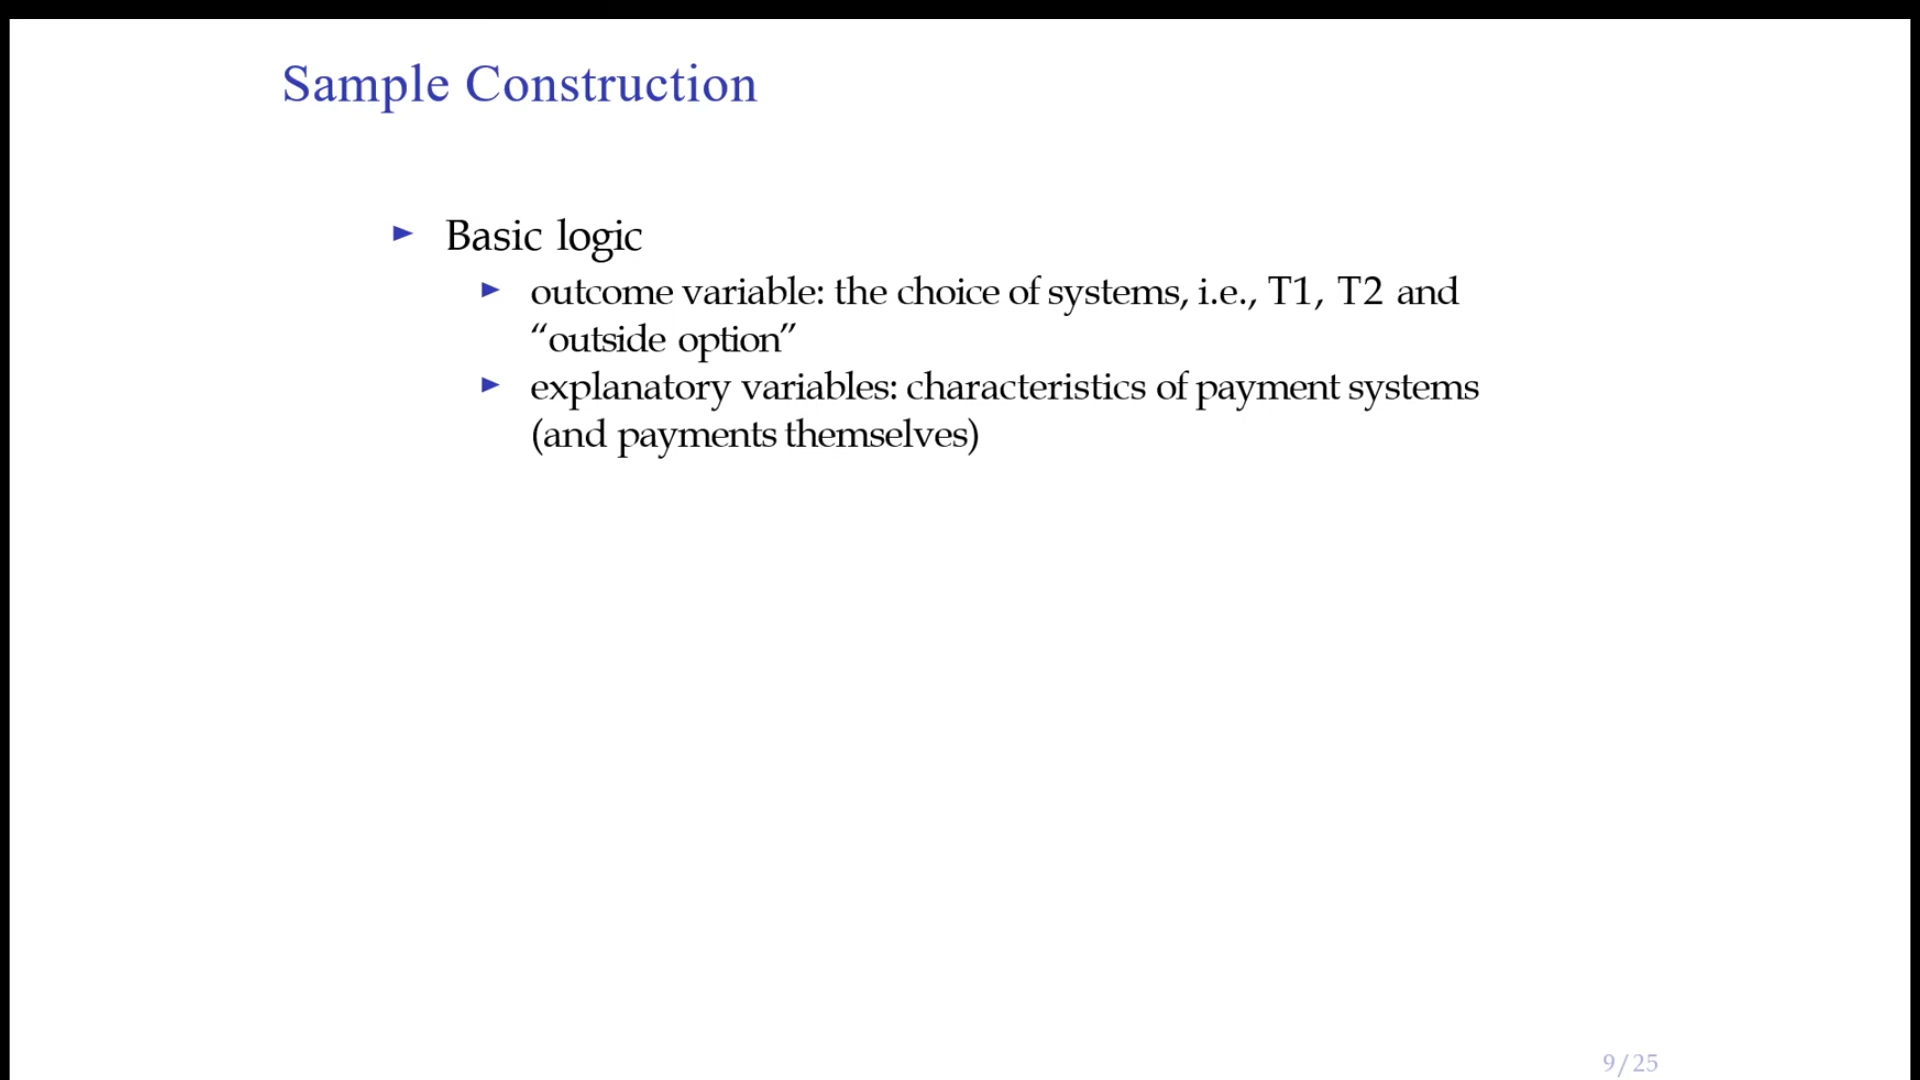 Sample Construction
Basic logic
outcome variable: the choice of systems, i.e., T1, T2 and
“outside option”
explanatory variables: characteristics of payment systems
(and payments themselves)
9/25